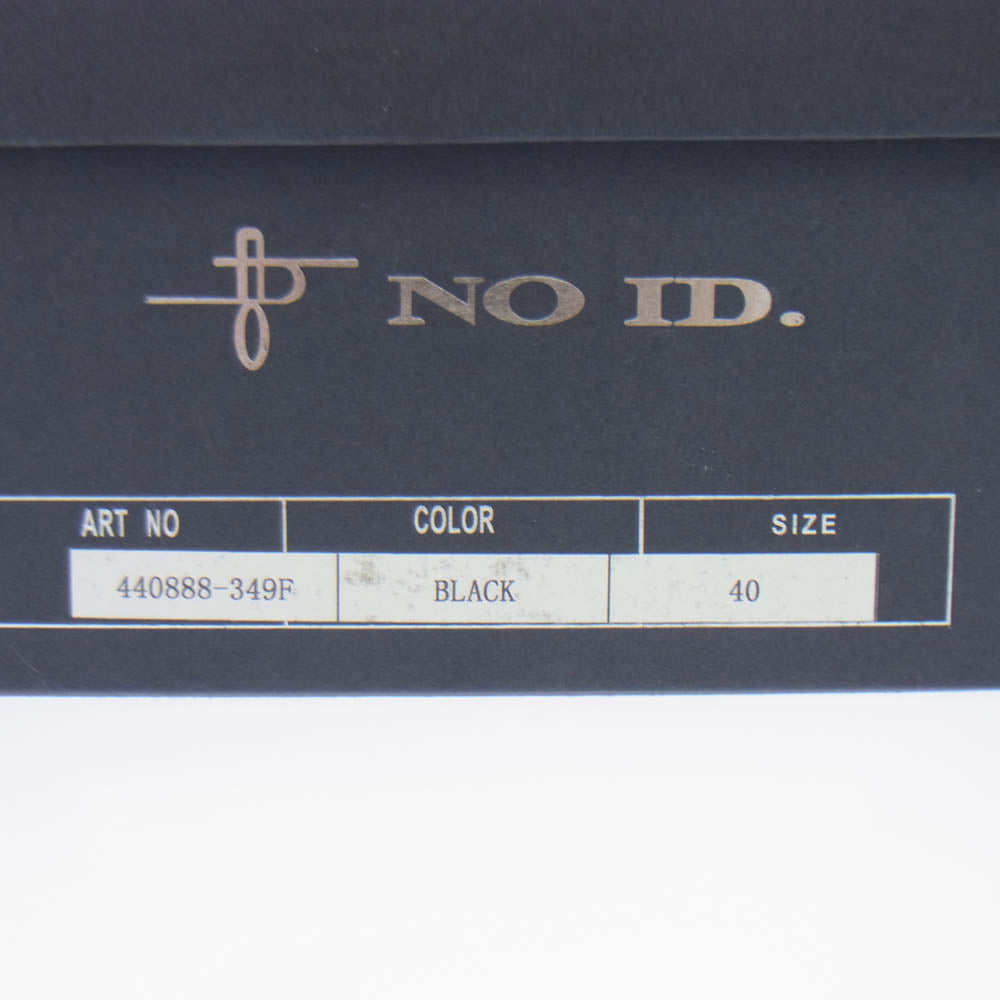 NO ID.
ART NO COLOR SIZE
440888-349F BLACK 40